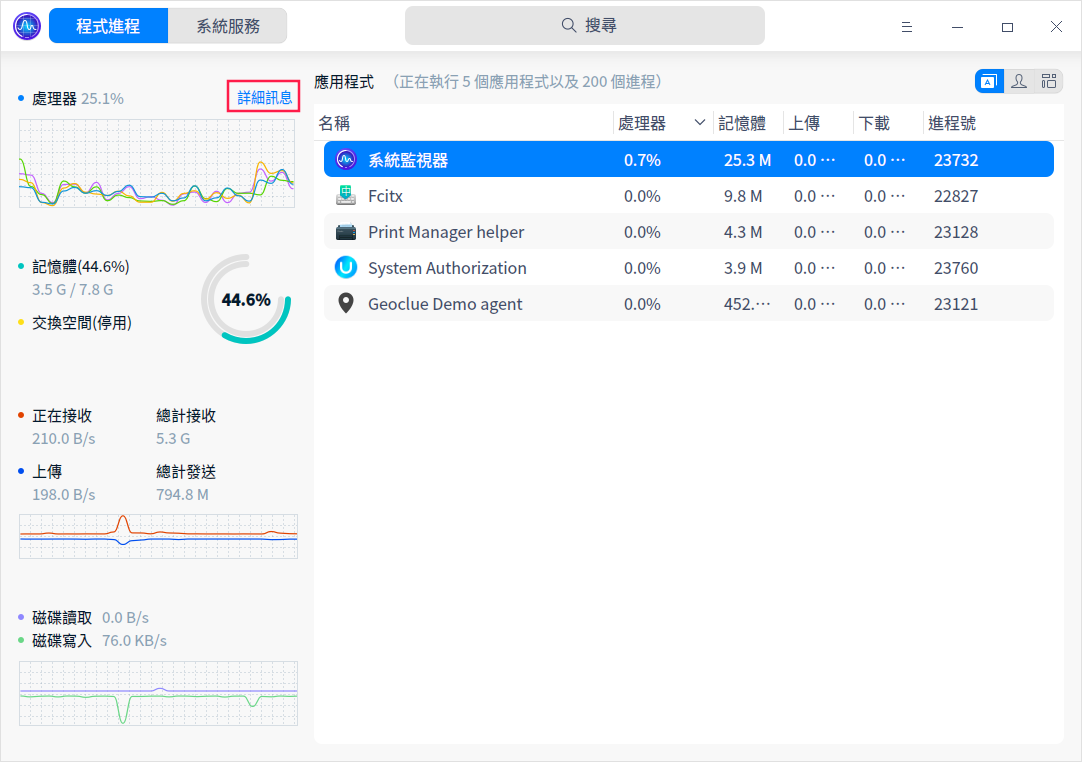 程式進程 系統服務 搜尋
處理器 25.1% 詳細訊息
記憶體(44.6%)
3.5 G / 7.8 G
交換空間(停用)
44.6%
正在接收 總計接收
210.0 B/s 5.3 G
上傳 總計發送
198.0 B/s 794.8 M
磁碟讀取 0.0 B/s
磁碟寫入 76.0 KB/s
應用程式 （正在執行 5 個應用程式以及 200 個進程）
名稱 處理器 記憶體 上傳 下載 進程號
系統監視器 0.7% 25.3 M 0.0 ⋯ 0.0 ⋯ 23732
Fcitx 0.0% 9.8 M 0.0 ⋯ 0.0 ⋯ 22827
Print Manager helper 0.0% 4.3 M 0.0 ⋯ 0.0 ⋯ 23128
System Authorization 0.0% 3.9 M 0.0 ⋯ 0.0 ⋯ 23760
Geoclue Demo agent 0.0% 452.⋯ 0.0 ⋯ 0.0 ⋯ 23121